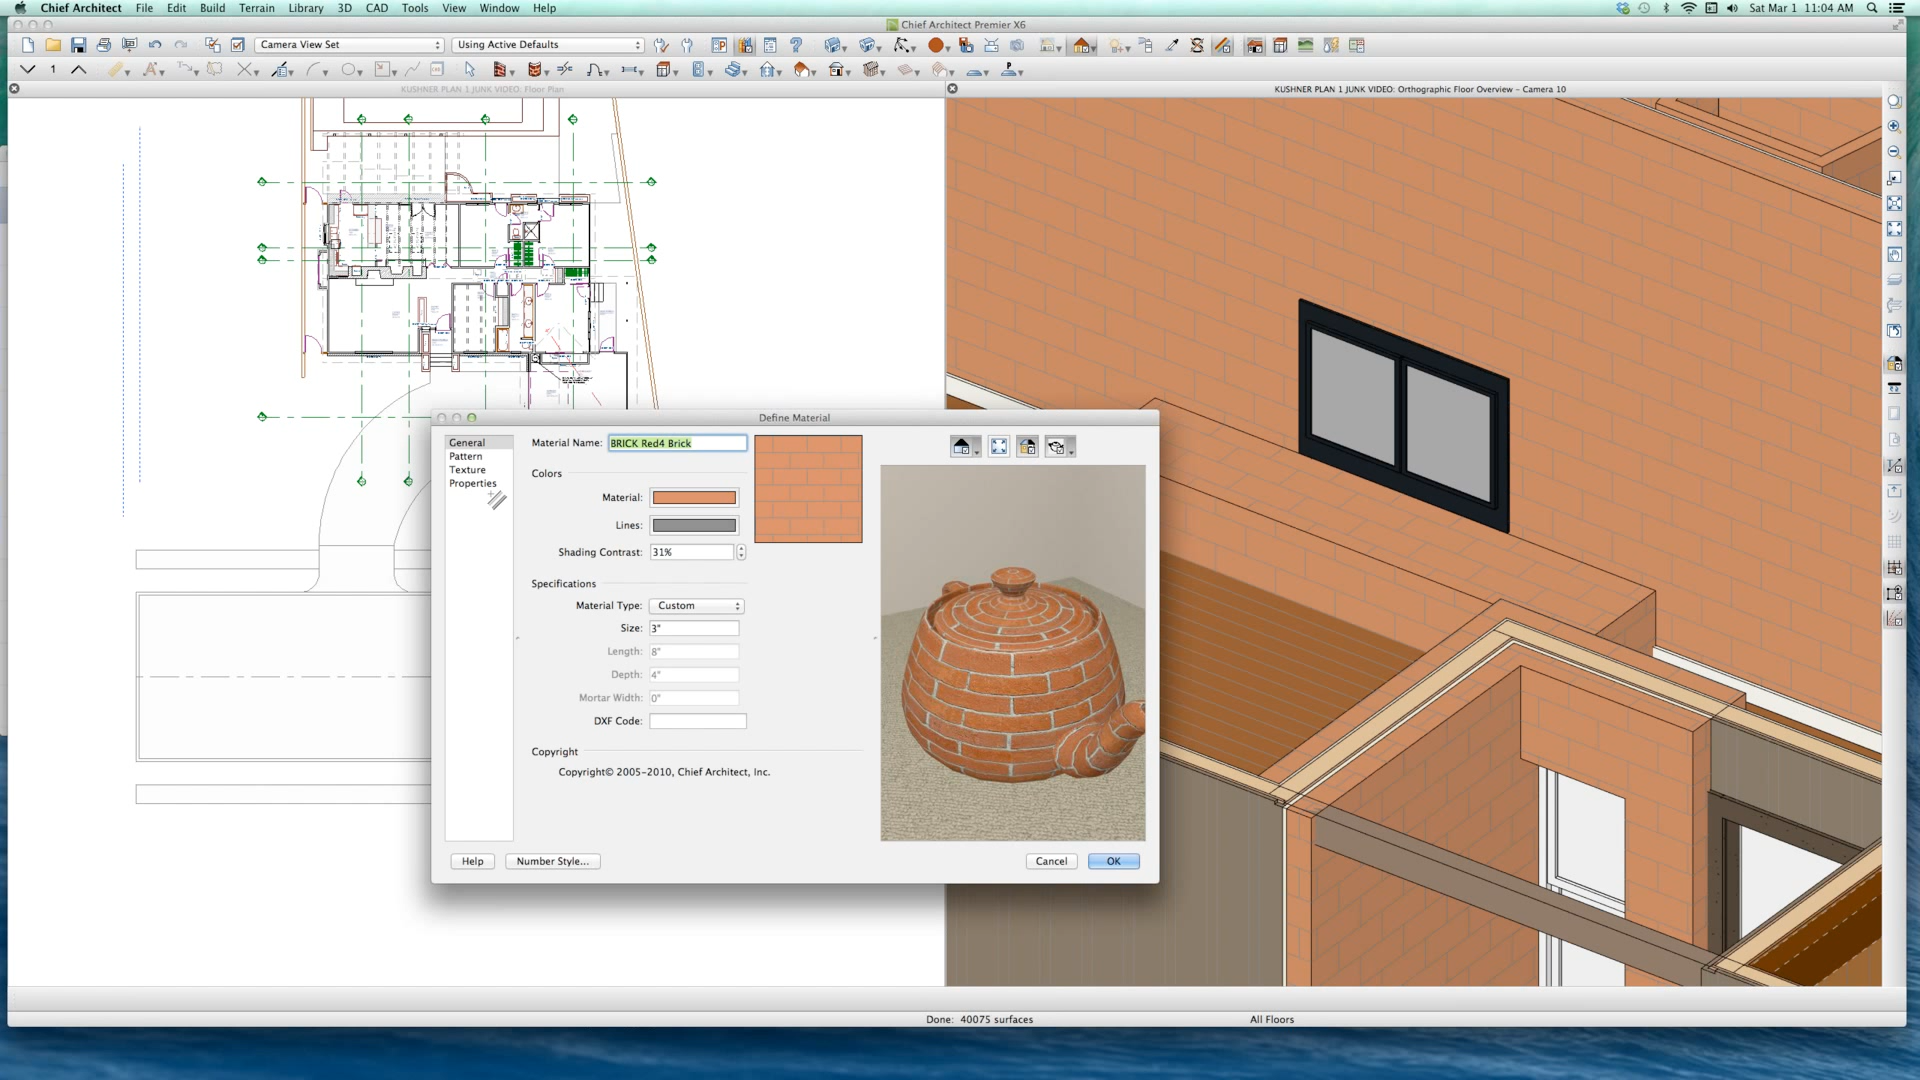 Chief Architect File Edit Build Terrain Library 3D CAD Tools View Window Help
Sat Mar 1 11:04 AM
Chief Architect Premier X6
Camera View Set
Using Active Defaults
1
KUSHNER PLAN 1 JUNK VIDEO: Floor Plan
KUSHNER PLAN 1 JUNK VIDEO: Orthographic Floor Overview - Camera 10
Define Material
General
Pattern
Texture
Properties
Material Name: BRICK Red4 Brick
Colors
Material:
Lines:
Shading Contrast: 31%
Specifications
Material Type: Custom
Size: 3"
Length: 8"
Depth: 4"
Mortar Width: 0"
DXF Code:
Copyright
Copyright© 2005-2010, Chief Architect, Inc.
Help
Number Style...
Cancel
OK
Done: 40075 surfaces
All Floors